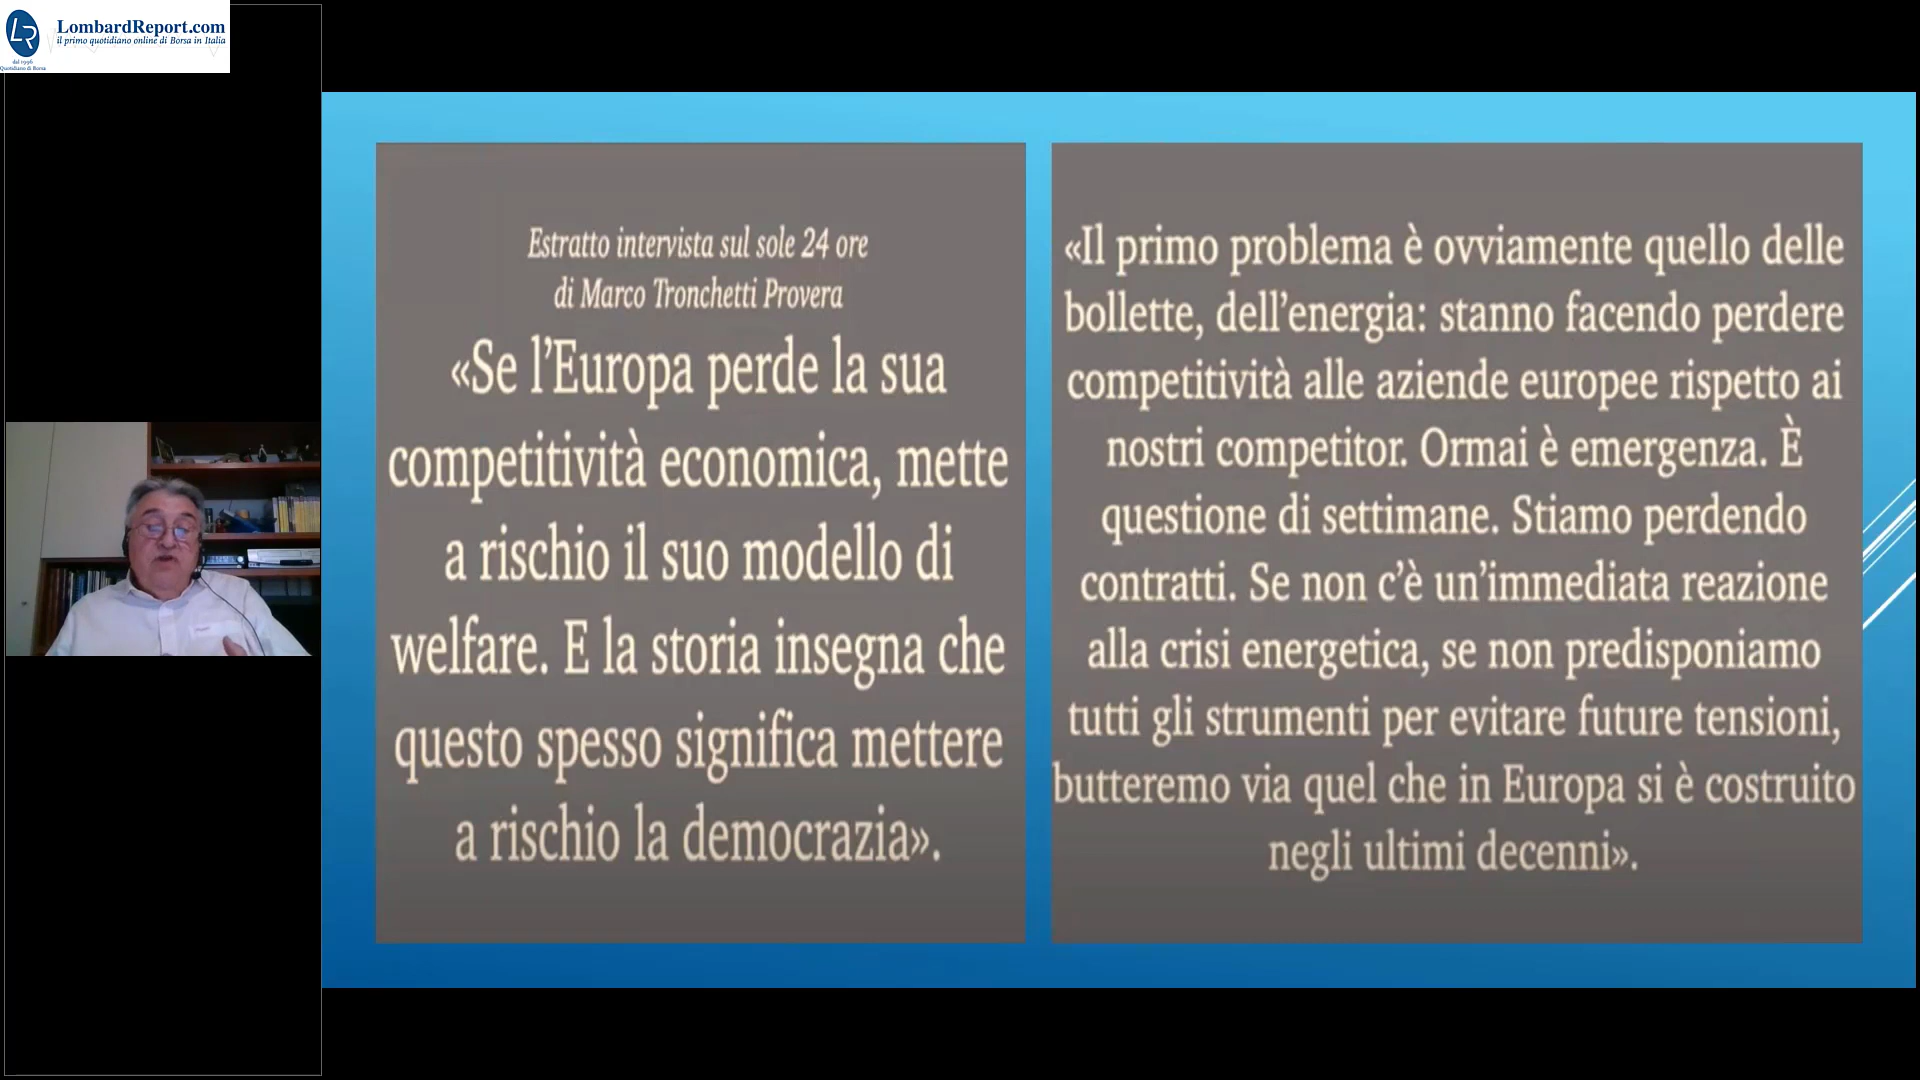 LombardReport.com
il primo quotidiano online di Borsa in Italia
dal 1996
Quotidiano di Borsa
Estratto intervista sul sole 24 ore
di Marco Tronchetti Provera
«Se l’Europa perde la sua
competitività economica, mette
a rischio il suo modello di
welfare. E la storia insegna che
questo spesso significa mettere
a rischio la democrazia».
«Il primo problema è ovviamente quello delle
bollette, dell’energia: stanno facendo perdere
competitività alle aziende europee rispetto ai
nostri competitor. Ormai è emergenza. È
questione di settimane. Stiamo perdendo
contratti. Se non c’è un’immediata reazione
alla crisi energetica, se non predisponiamo
tutti gli strumenti per evitare future tensioni,
butteremo via quel che in Europa si è costruito
negli ultimi decenni».